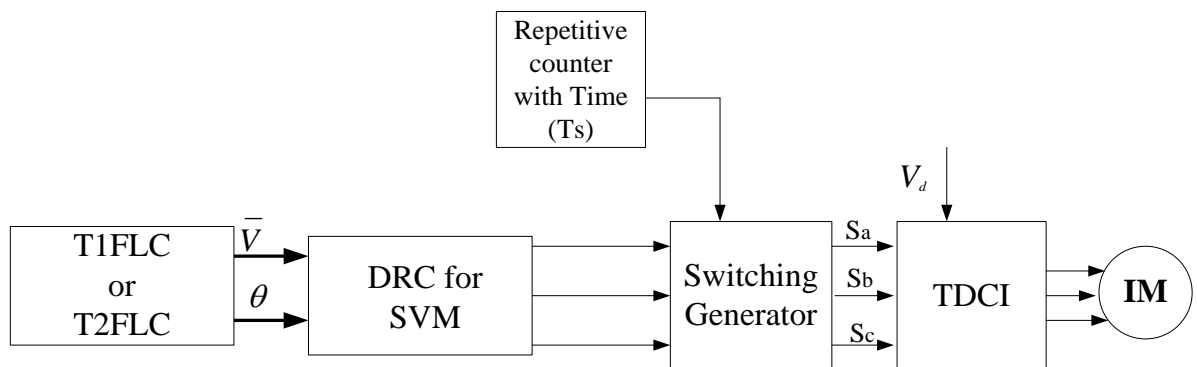 Repetitive
counter
with Time
(Ts)
V̅
θ
T1FLC
or
T2FLC
DRC for
SVM
Switching
Generator
Sa
Sb
Sc
V_d
TDCI
IM